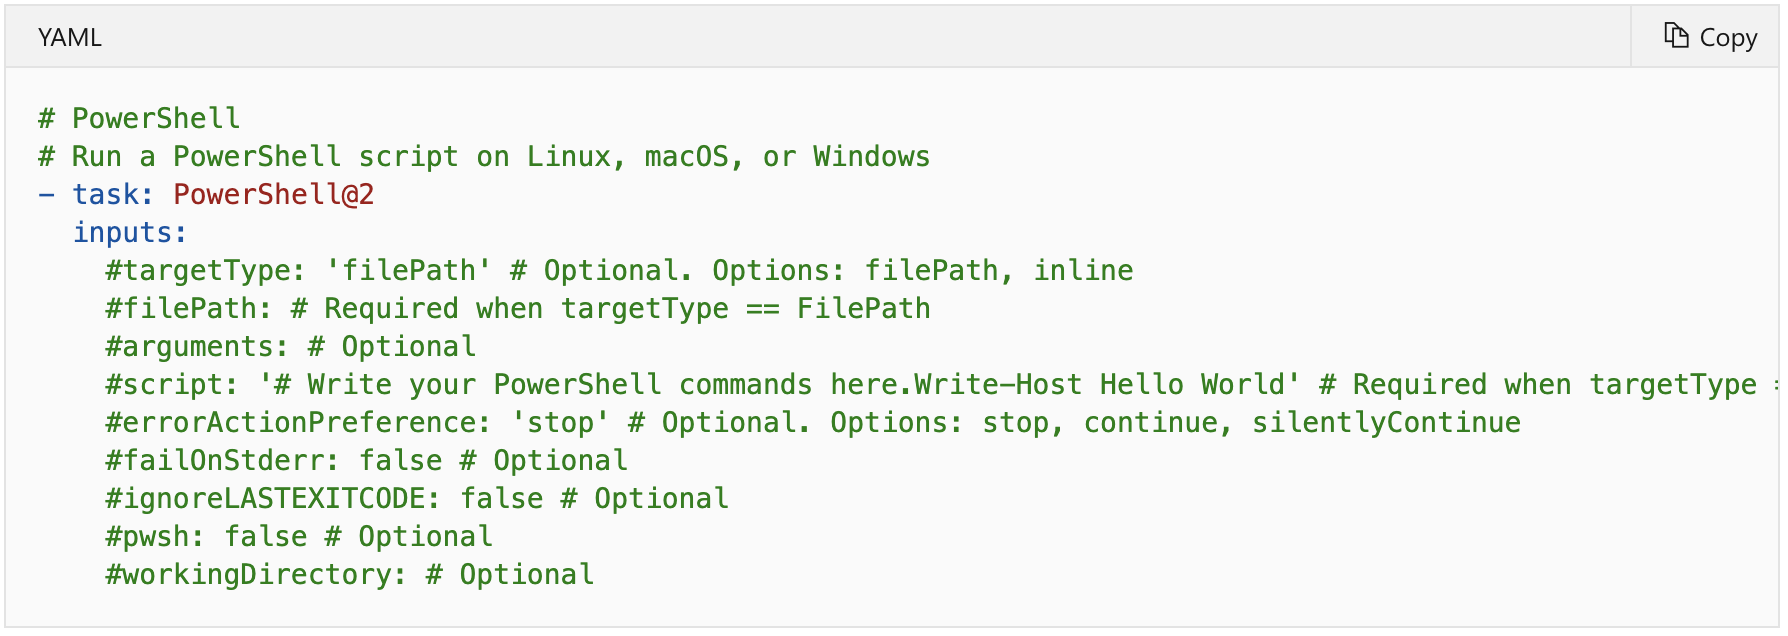 YAML
Copy
# PowerShell
# Run a PowerShell script on Linux, macOS, or Windows
- task: PowerShell@2
  inputs:
    #targetType: 'filePath' # Optional. Options: filePath, inline
    #filePath: # Required when targetType == FilePath
    #arguments: # Optional
    #script: '# Write your PowerShell commands here.Write-Host Hello World' # Required when targetType
    #errorActionPreference: 'stop' # Optional. Options: stop, continue, silentlyContinue
    #failOnStderr: false # Optional
    #ignoreLASTEXITCODE: false # Optional
    #pwsh: false # Optional
    #workingDirectory: # Optional